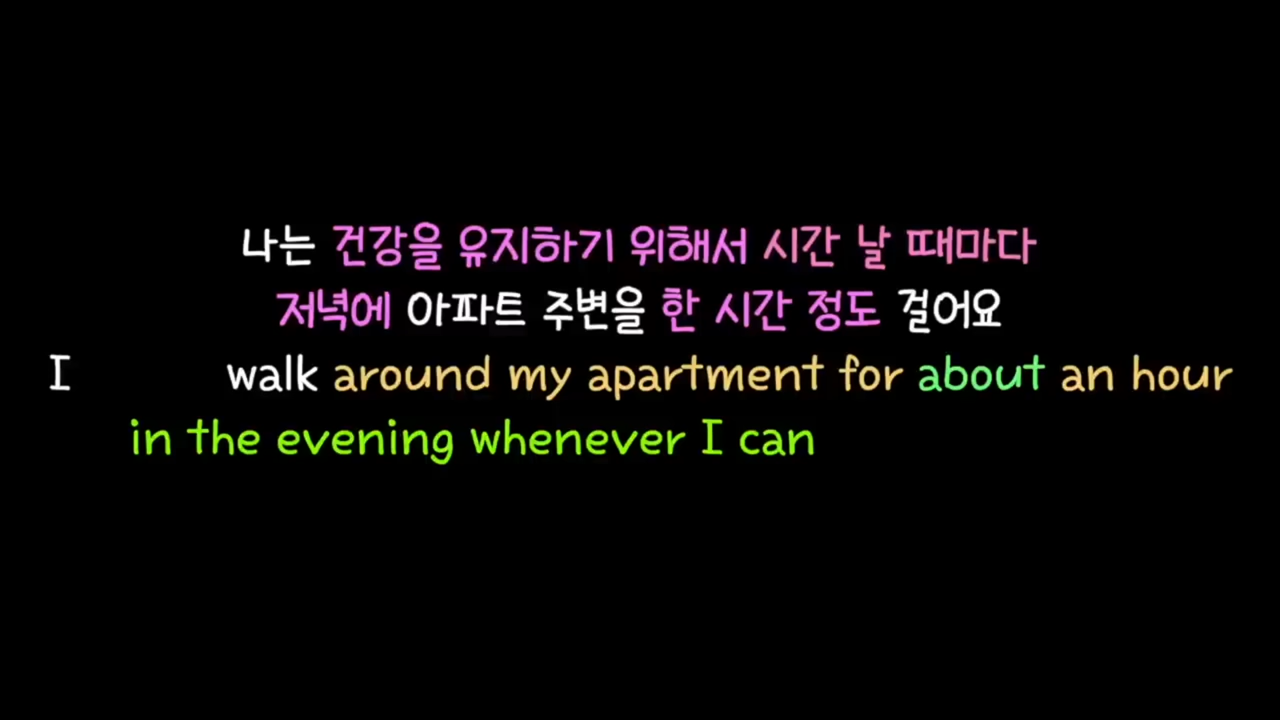 나는 건강을 유지하기 위해서 시간 날 때마다
저녁에 아파트 주변을 한 시간 정도 걸어요
I walk around my apartment for about an hour
in the evening whenever I can